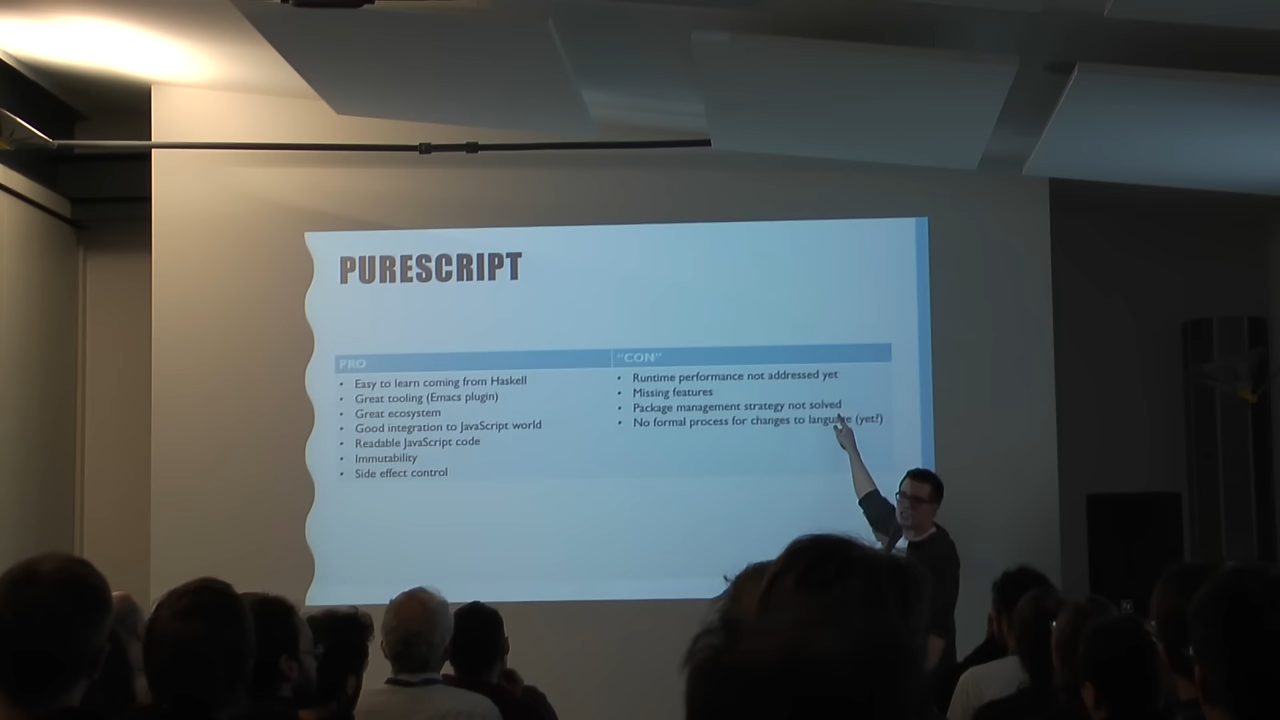 PURESCRIPT
PRO
• Easy to learn coming from Haskell
• Great tooling (Emacs plugin)
• Great ecosystem
• Good integration to JavaScript world
• Readable JavaScript code
• Immutability
• Side effect control
"CON"
• Runtime performance not addressed yet
• Missing features
• Package management strategy not solved
• No formal process for changes to language (yet?)